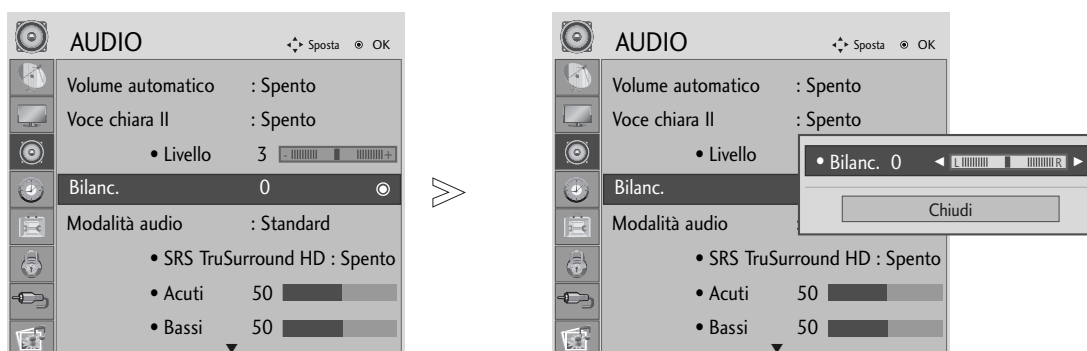 AUDIO Sposta OK
Volume automatico : Spento
Voce chiara II : Spento
• Livello 3 - +
Bilanc. 0
Modalità audio : Standard
• SRS TruSurround HD : Spento
• Acuti 50
• Bassi 50
AUDIO Sposta OK
Volume automatico : Spento
Voce chiara II : Spento
• Livello
Bilanc.
Modalità audio :
• SRS TruSurround HD : Spento
• Acuti 50
• Bassi 50
• Bilanc. 0 L R
Chiudi